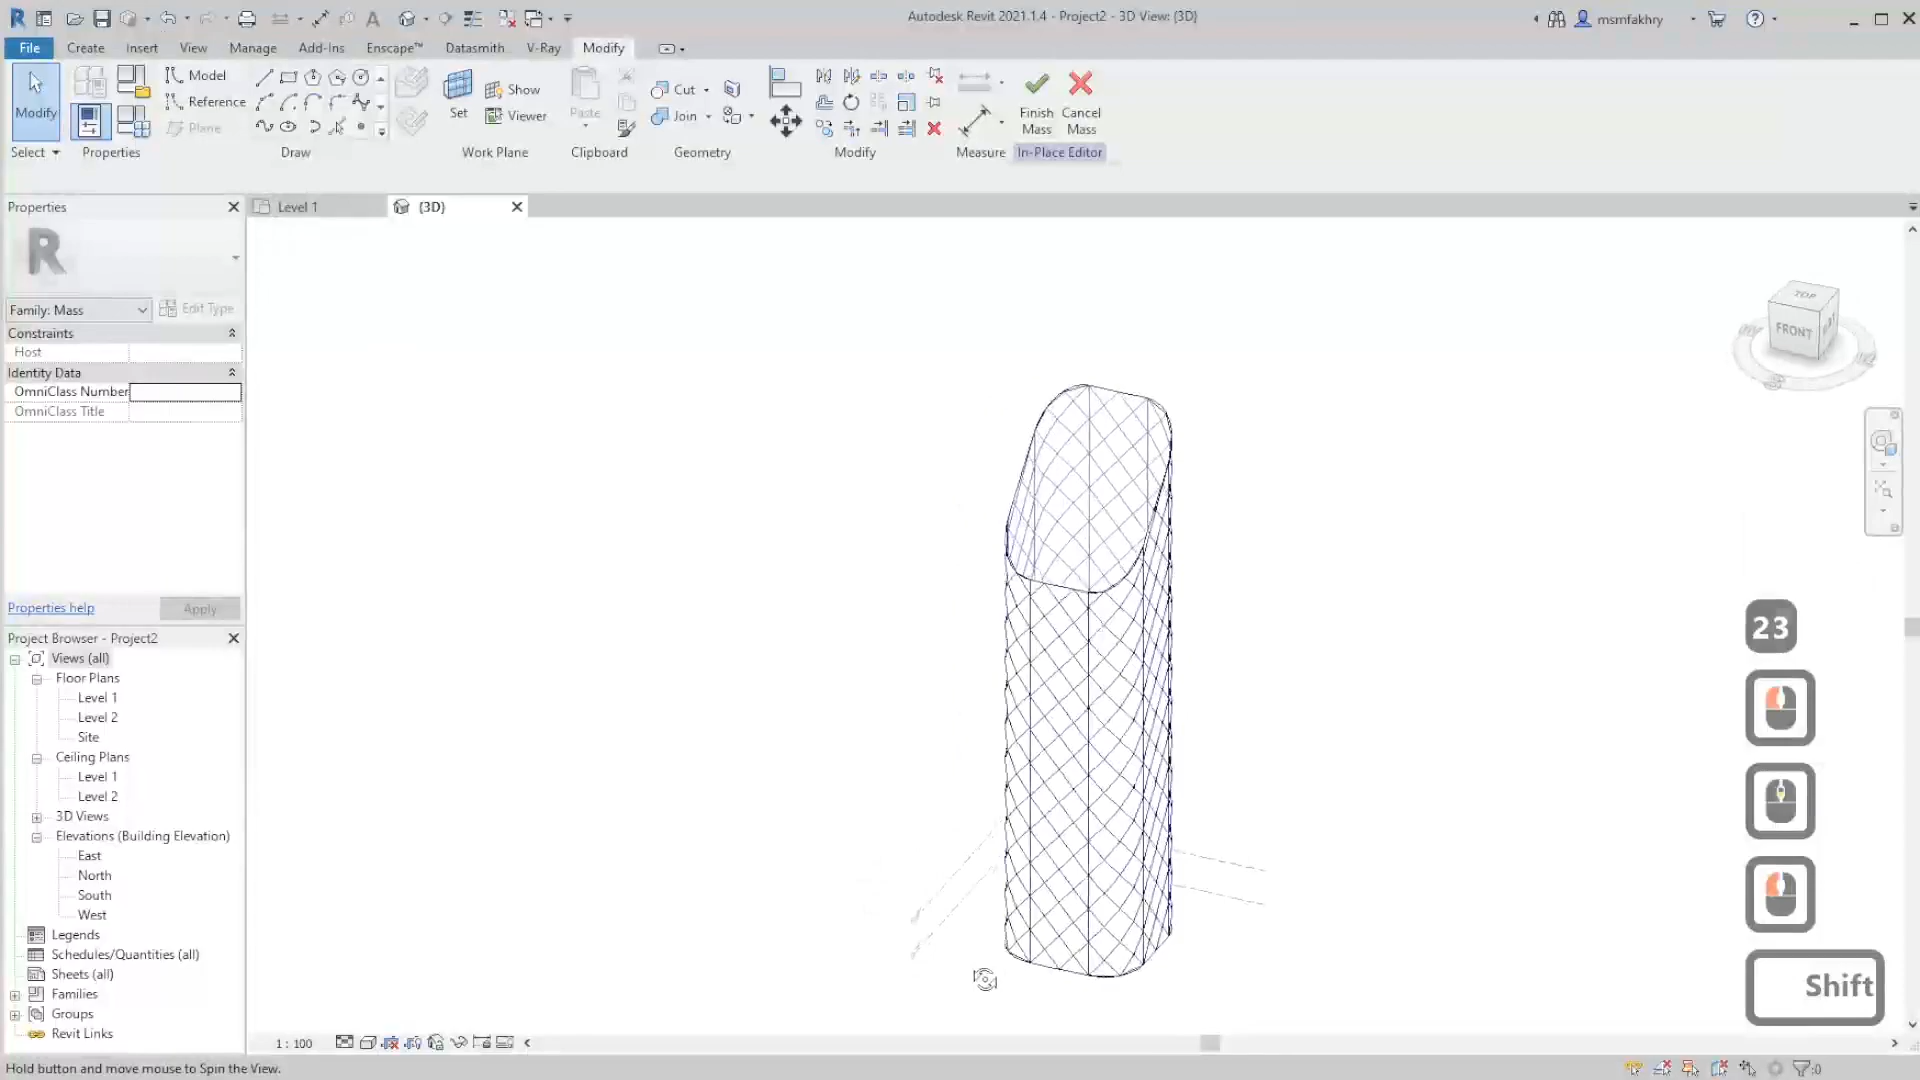 Autodesk Revit 2021.1.4 - Project2 - 3D View: {3D}
msmfakhry
File
Create
Insert
View
Manage
Add-Ins
Enscape™
Datasmith
V-Ray
Modify
Modify
Select
Properties
Model
Reference
Plane
Draw
Set
Show
Viewer
Work Plane
Paste
Clipboard
Cut
Join
Geometry
Modify
Measure
Finish
Mass
Cancel
Mass
In-Place Editor
Properties
Level 1
{3D}
R
Family: Mass
Edit Type
Constraints
Host
Identity Data
OmniClass Number
OmniClass Title
Properties help
Apply
Project Browser - Project2
Views (all)
Floor Plans
Level 1
Level 2
Site
Ceiling Plans
Level 1
Level 2
3D Views
Elevations (Building Elevation)
East
North
South
West
Legends
Schedules/Quantities (all)
Sheets (all)
Families
Groups
Revit Links
TOP
FRONT
23
Shift
1 : 100
Hold button and move mouse to Spin the View.
:0